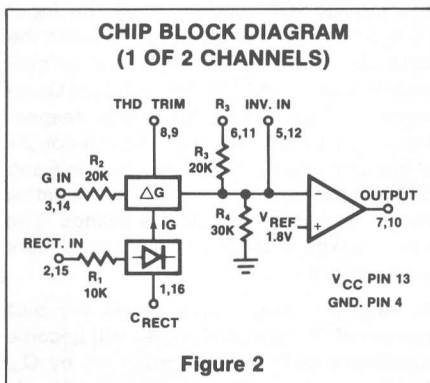 CHIP BLOCK DIAGRAM
(1 OF 2 CHANNELS)
THD TRIM
8,9
R3
6,11
INV. IN
5,12
R3
20K
G IN
3,14
R2
20K
△G
IG
RECT. IN
2,15
R1
10K
1,16
CRECT
R4
30K
VREF
1.8V
−
+
OUTPUT
7,10
VCC PIN 13
GND. PIN 4
Figure 2